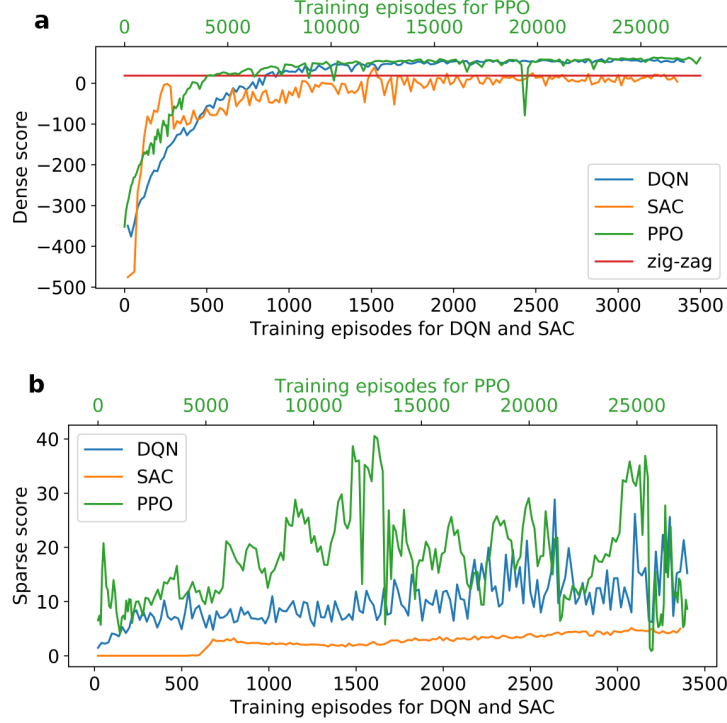 a
Training episodes for PPO
0 5000 10000 15000 20000 25000
Dense score
0
−100
−200
−300
−400
−500
DQN
SAC
PPO
zig-zag
0 500 1000 1500 2000 2500 3000 3500
Training episodes for DQN and SAC
b
Training episodes for PPO
0 5000 10000 15000 20000 25000
Sparse score
40
30
20
10
0
DQN
SAC
PPO
0 500 1000 1500 2000 2500 3000 3500
Training episodes for DQN and SAC